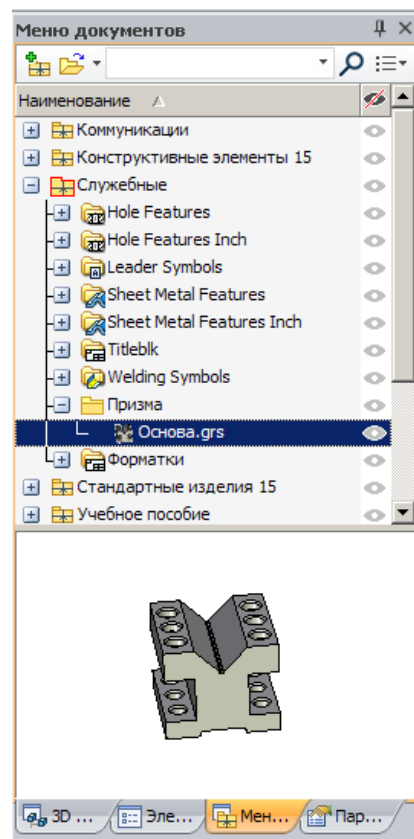 Меню документов
Наименование
Коммуникации
Конструктивные элементы 15
Служебные
Hole Features
Hole Features Inch
Leader Symbols
Sheet Metal Features
Sheet Metal Features Inch
Titleblk
Welding Symbols
Призма
Основа.grs
Форматки
Стандартные изделия 15
Учебное пособие
3D ... Эле... Мен... Пар...